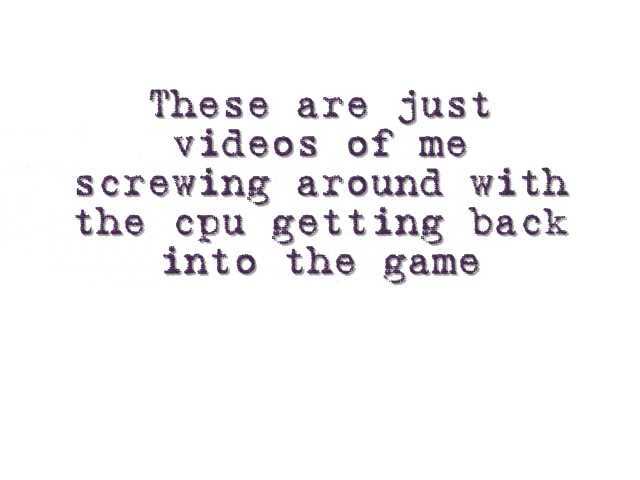 These are just
videos of me
screwing around with
the cpu getting back
into the game